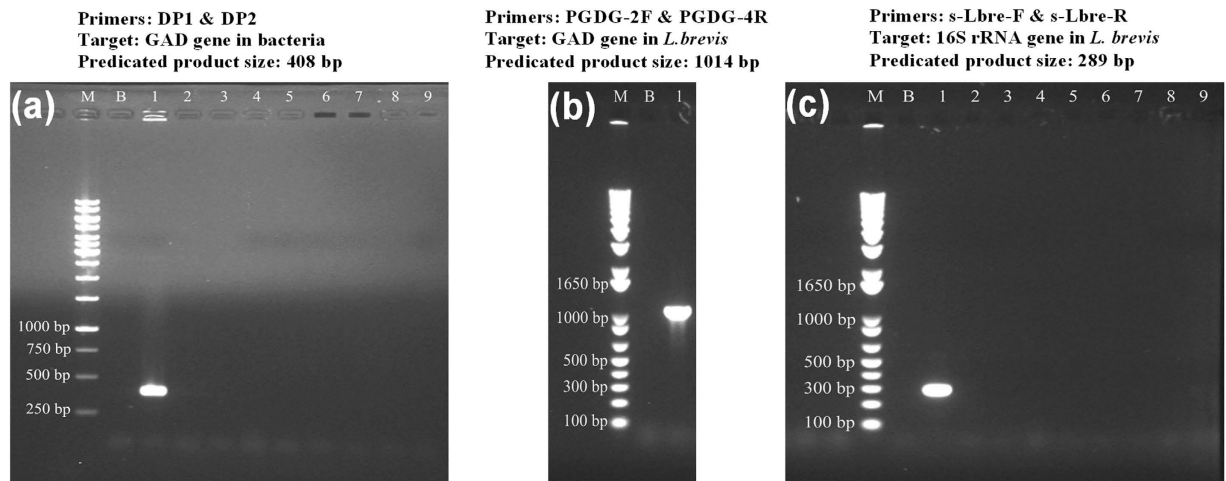 Primers: DP1 & DP2
Target: GAD gene in bacteria
Predicated product size: 408 bp
Primers: PGDG-2F & PGDG-4R
Target: GAD gene in L.brevis
Predicated product size: 1014 bp
Primers: s-Lbre-F & s-Lbre-R
Target: 16S rRNA gene in L. brevis
Predicated product size: 289 bp
(a) M B 1 2 3 4 5 6 7 8 9
1000 bp
750 bp
500 bp
250 bp
(b) M B 1
1650 bp
1000 bp
500 bp
300 bp
100 bp
(c) M B 1 2 3 4 5 6 7 8 9
1650 bp
1000 bp
500 bp
300 bp
100 bp